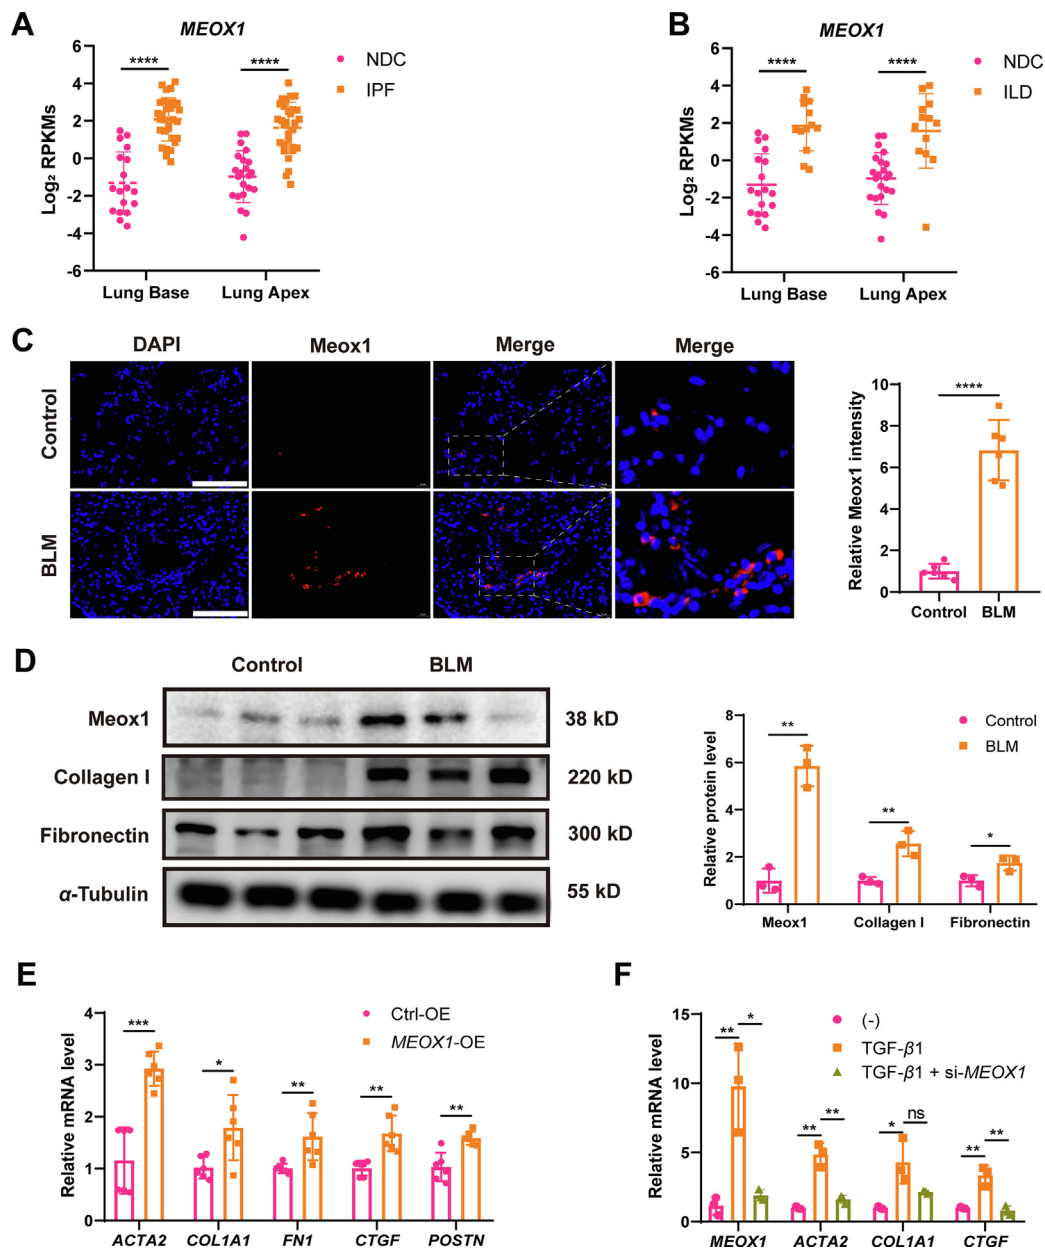 A
MEOX1
NDC
IPF
**** ****
Log₂ RPKMs
6
4
2
0
-2
-4
-6
Lung Base Lung Apex
B
MEOX1
NDC
ILD
**** ****
Log₂ RPKMs
6
4
2
0
-2
-4
-6
Lung Base Lung Apex
C
DAPI Meox1 Merge Merge
Control
BLM
Relative Meox1 intensity
10
8
6
4
2
0
****
Control BLM
D
Control BLM
Meox1 38 kD
Collagen I 220 kD
Fibronectin 300 kD
α-Tubulin 55 kD
Relative protein level
8
6
4
2
0
Control
BLM
** ** *
Meox1 Collagen I Fibronectin
E
Relative mRNA level
4
3
2
1
0
Ctrl-OE
MEOX1-OE
*** * ** ** **
ACTA2 COL1A1 FN1 CTGF POSTN
F
Relative mRNA level
15
10
5
0
(-)
TGF-β1
TGF-β1 + si-MEOX1
** * ** ** * ns ** **
MEOX1 ACTA2 COL1A1 CTGF